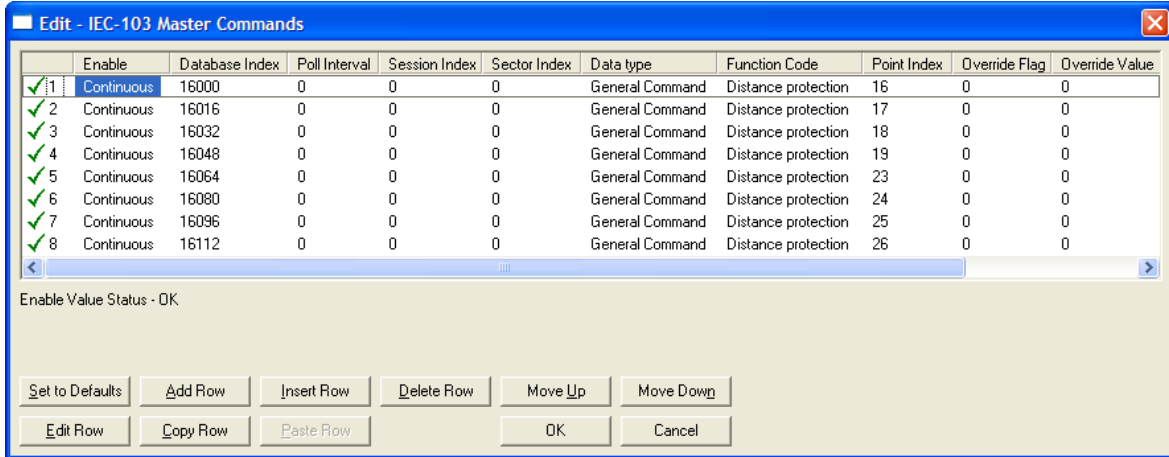 Edit - IEC-103 Master Commands
Enable Database Index Poll Interval Session Index Sector Index Data type Function Code Point Index Override Flag Override Value
1 Continuous 16000 0 0 0 General Command Distance protection 16 0 0
2 Continuous 16016 0 0 0 General Command Distance protection 17 0 0
3 Continuous 16032 0 0 0 General Command Distance protection 18 0 0
4 Continuous 16048 0 0 0 General Command Distance protection 19 0 0
5 Continuous 16064 0 0 0 General Command Distance protection 23 0 0
6 Continuous 16080 0 0 0 General Command Distance protection 24 0 0
7 Continuous 16096 0 0 0 General Command Distance protection 25 0 0
8 Continuous 16112 0 0 0 General Command Distance protection 26 0 0
Enable Value Status - OK
Set to Defaults Add Row Insert Row Delete Row Move Up Move Down
Edit Row Copy Row Paste Row OK Cancel